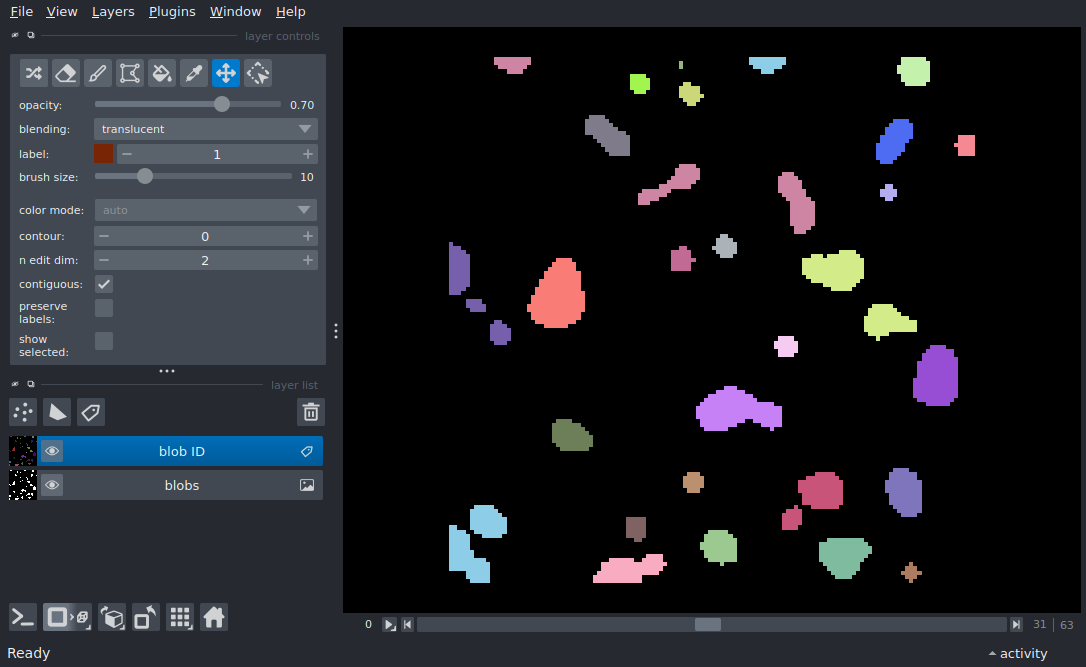 File View Layers Plugins Window Help
layer controls
opacity: 0.70
blending: translucent
label: 1
brush size: 10
color mode: auto
contour: 0
n edit dim: 2
contiguous:
preserve
labels:
show
selected:
layer list
blob ID
blobs
0 31 63
Ready activity